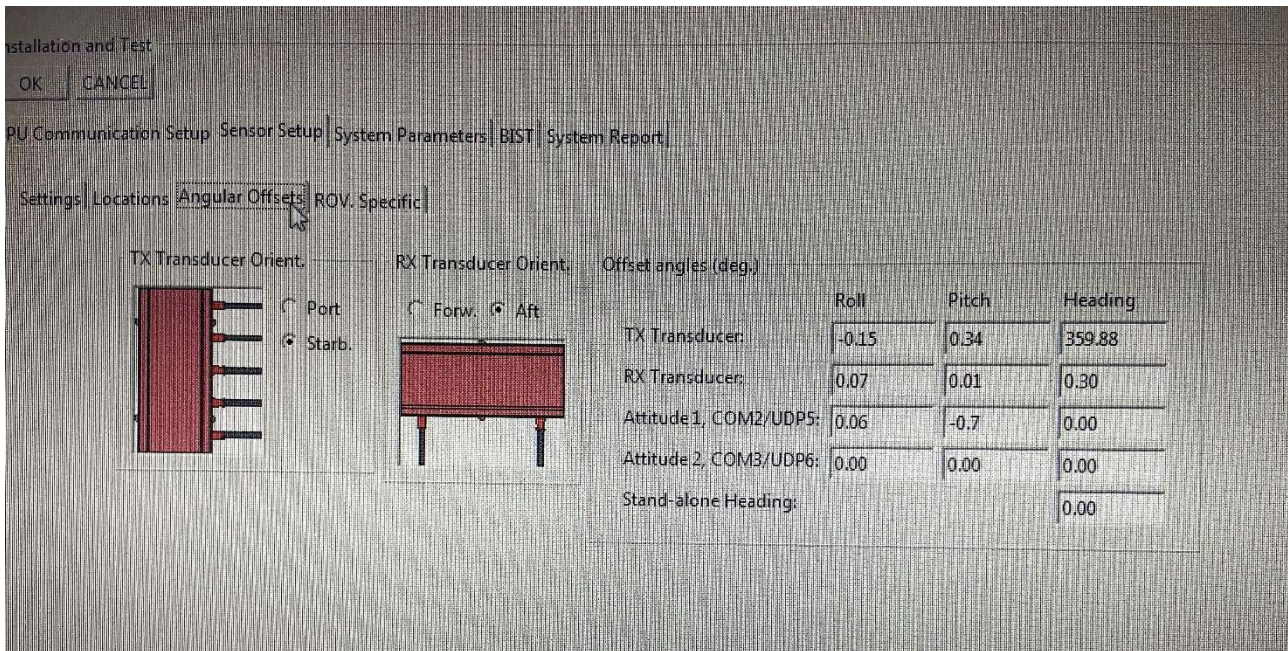 nstallation and Test
OK CANCEL
PU Communication Setup Sensor Setup System Parameters BIST System Report
Settings Locations Angular Offsets ROV. Specific
TX Transducer Orient.
Port
Starb.
RX Transducer Orient.
Forw. Aft
Offset angles (deg.)
Roll Pitch Heading
TX Transducer: -0.15 0.34 359.88
RX Transducer: 0.07 0.01 0.30
Attitude 1, COM2/UDP5: 0.06 -0.7 0.00
Attitude 2, COM3/UDP6: 0.00 0.00 0.00
Stand-alone Heading: 0.00